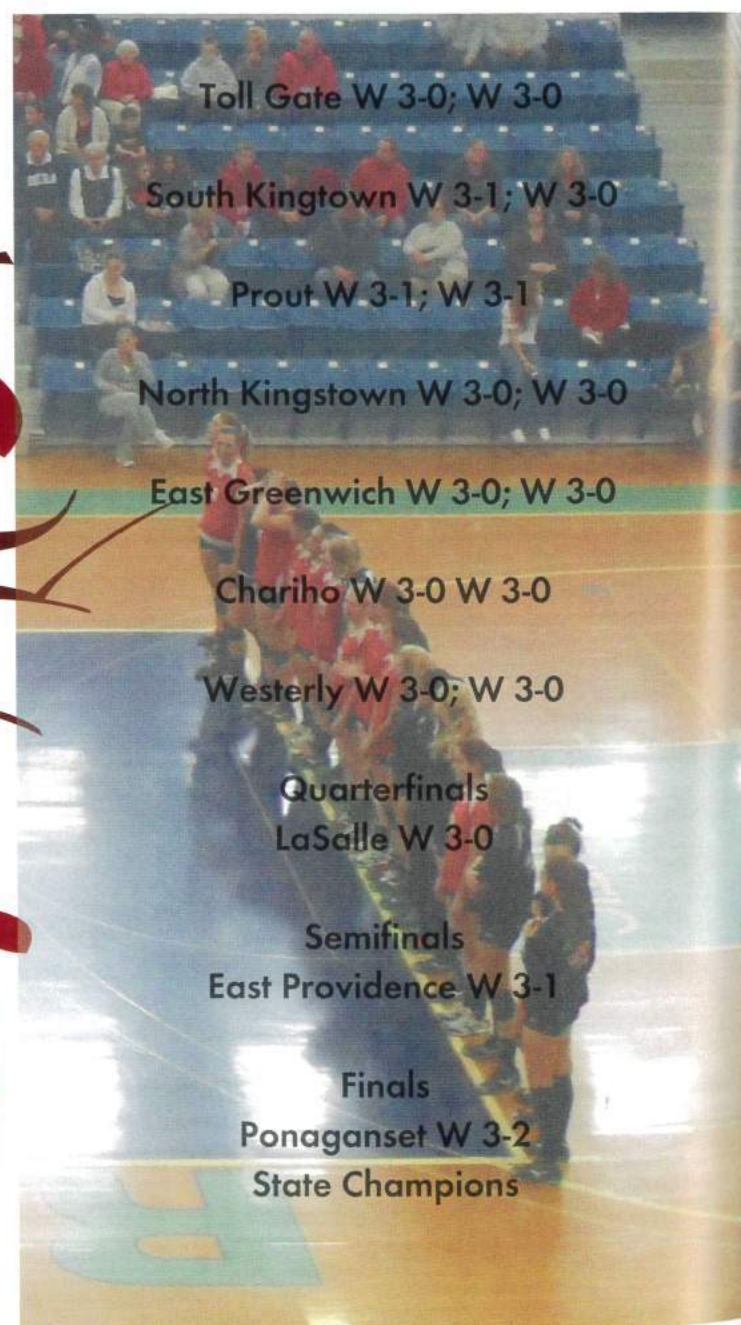 Toll Gate W 3-0; W 3-0
South Kingtown W 3-1; W 3-0
Prout W 3-1; W 3-1
North Kingstown W 3-0; W 3-0
East Greenwich W 3-0; W 3-0
Chariho W 3-0 W 3-0
Westerly W 3-0; W 3-0
Quarterfinals
LaSalle W 3-0
Semifinals
East Providence W 3-1
Finals
Ponaganset W 3-2
State Champions